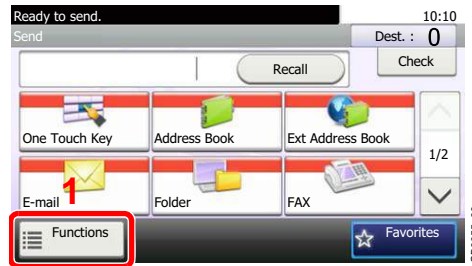 Ready to send.
10:10
Send
Dest. : 0
Recall
Check
One Touch Key
Address Book
Ext Address Book
1/2
E-mail
1
Folder
FAX
Functions
Favorites